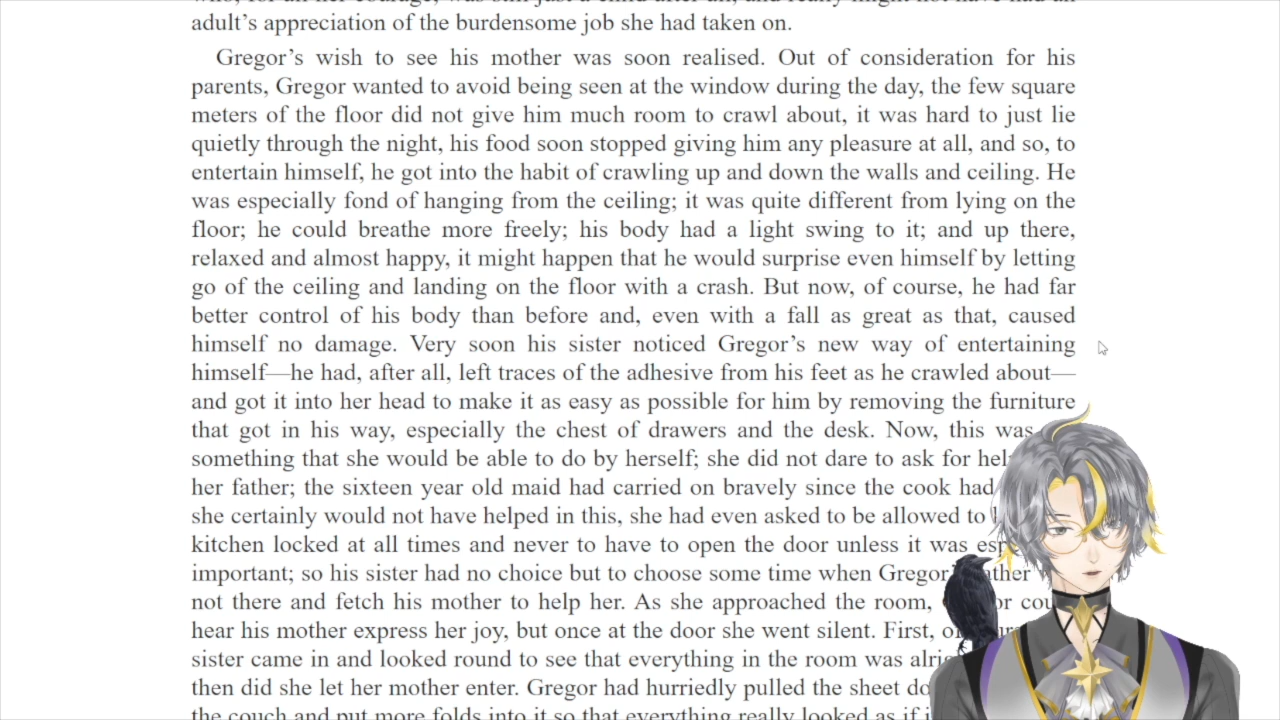 adult’s appreciation of the burdensome job she had taken on.
Gregor’s wish to see his mother was soon realised. Out of consideration for his
parents, Gregor wanted to avoid being seen at the window during the day, the few square
meters of the floor did not give him much room to crawl about, it was hard to just lie
quietly through the night, his food soon stopped giving him any pleasure at all, and so, to
entertain himself, he got into the habit of crawling up and down the walls and ceiling. He
was especially fond of hanging from the ceiling; it was quite different from lying on the
floor; he could breathe more freely; his body had a light swing to it; and up there,
relaxed and almost happy, it might happen that he would surprise even himself by letting
go of the ceiling and landing on the floor with a crash. But now, of course, he had far
better control of his body than before and, even with a fall as great as that, caused
himself no damage. Very soon his sister noticed Gregor’s new way of entertaining
himself—he had, after all, left traces of the adhesive from his feet as he crawled about—
and got it into her head to make it as easy as possible for him by removing the furniture
that got in his way, especially the chest of drawers and the desk. Now, this was
something that she would be able to do by herself; she did not dare to ask for
her father; the sixteen year old maid had carried on bravely since the cook had
she certainly would not have helped in this, she had even asked to be allowed to
kitchen locked at all times and never to have to open the door unless it was
important; so his sister had no choice but to choose some time when
not there and fetch his mother to help her. As she approached the room,
hear his mother express her joy, but once at the door she went silent. First,
sister came in and looked round to see that everything in the room was
then did she let her mother enter. Gregor had hurriedly pulled the sheet
the couch and put more folds into it so that everything really looked as if